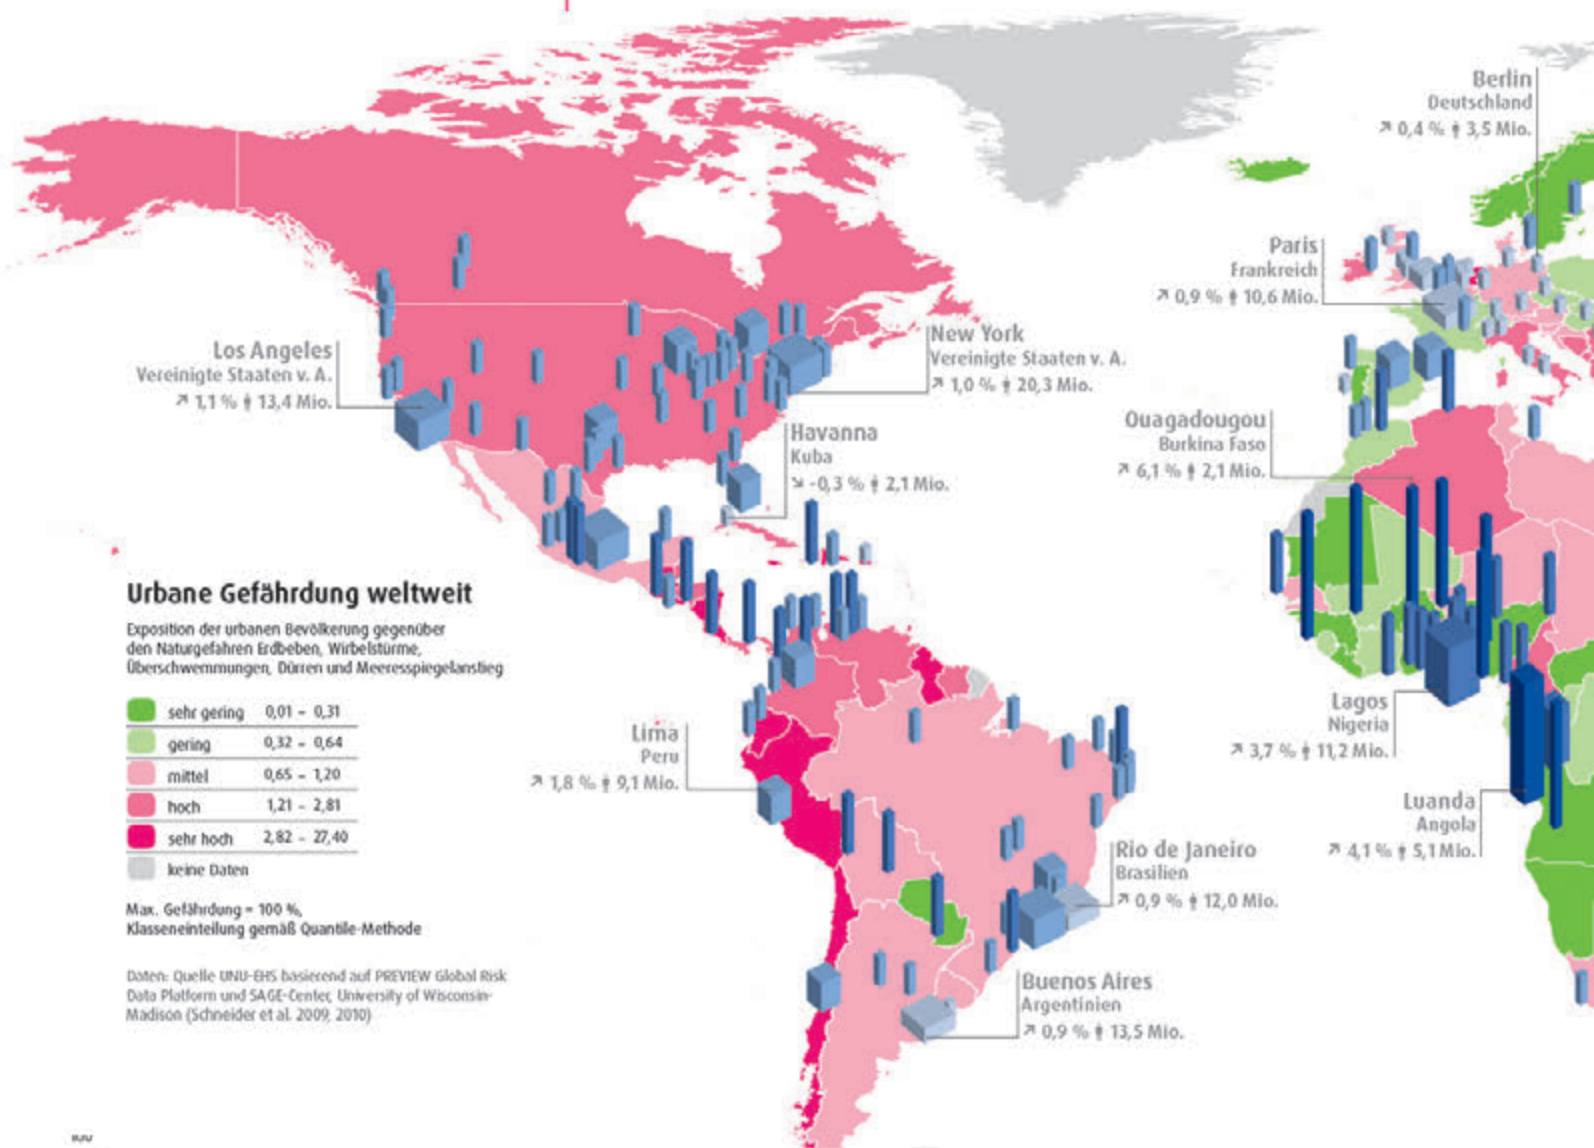 Berlin
Deutschland
↗ 0,4 % 3,5 Mio.
Paris
Frankreich
↗ 0,9 % 10,6 Mio.
New York
Vereinigte Staaten v. A.
↗ 1,0 % 20,3 Mio.
Los Angeles
Vereinigte Staaten v. A.
↗ 1,1 % 13,4 Mio.
Havanna
Kuba
↘ -0,3 % 2,1 Mio.
Ouagadougou
Burkina Faso
↗ 6,1 % 2,1 Mio.
Urbane Gefährdung weltweit
Exposition der urbanen Bevölkerung gegenüber
den Naturgefahren Erdbeben, Wirbelstürme,
Überschwemmungen, Dürren und Meeresspiegelanstieg
sehr gering 0,01 – 0,31
gering 0,32 – 0,64
mittel 0,65 – 1,20
hoch 1,21 – 2,81
sehr hoch 2,82 – 27,40
keine Daten
Max. Gefährdung = 100 %,
Klasseneinteilung gemäß Quantile-Methode
Daten: Quelle UNU-EHS basierend auf PREVIEW Global Risk
Data Platform und SAGE-Center, University of Wisconsin-
Madison (Schneider et al. 2009, 2010)
Lima
Peru
↗ 1,8 % 9,1 Mio.
Lagos
Nigeria
↗ 3,7 % 11,2 Mio.
Luanda
Angola
↗ 4,1 % 5,1 Mio.
Rio de Janeiro
Brasilien
↗ 0,9 % 12,0 Mio.
Buenos Aires
Argentinien
↗ 0,9 % 13,5 Mio.